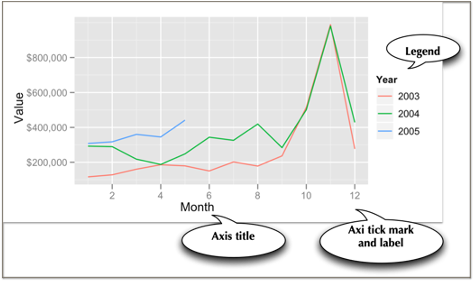 Legend
$800,000
$600,000
$400,000
$200,000
Value
Year
2003
2004
2005
2 4 6 8 10 12
Month
Axis title
Axi tick mark
and label